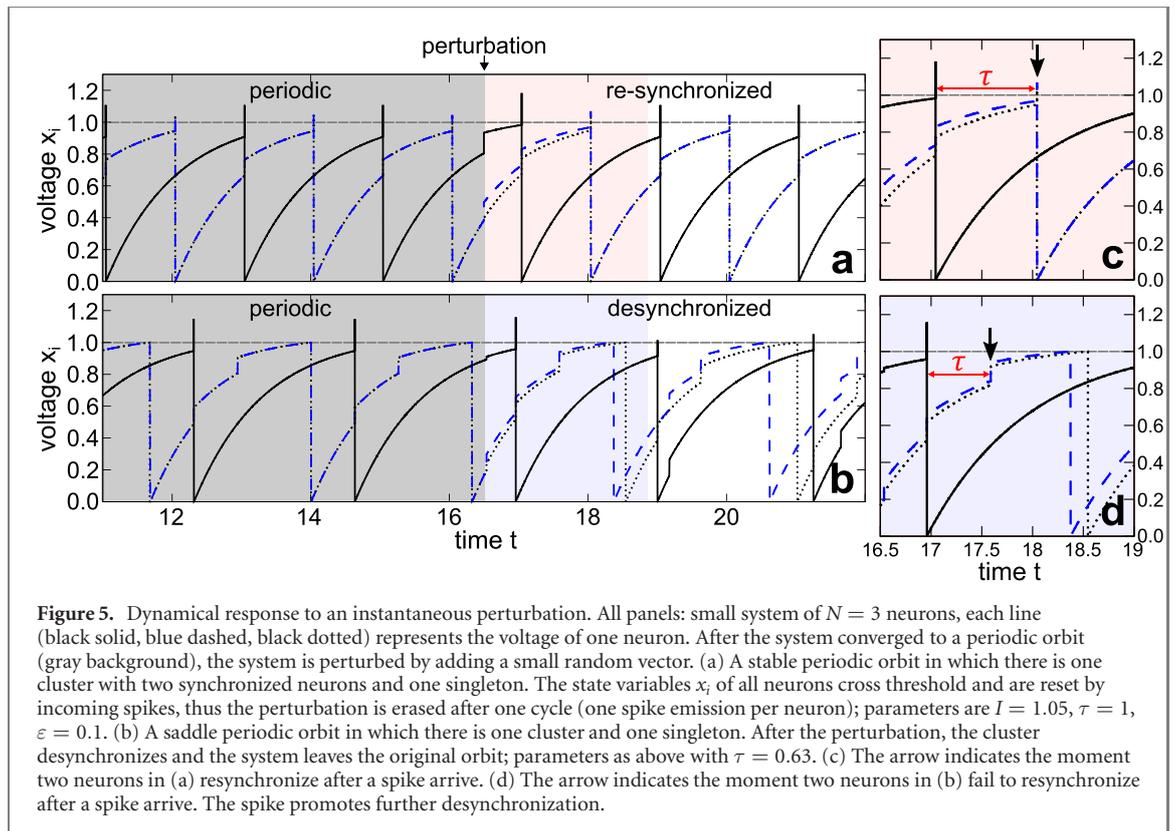 perturbation
periodic
re-synchronized
1.2
1.0
0.8
0.6
0.4
0.2
0.0
voltage xᵢ
a
τ
1.2
1.0
0.8
0.6
0.4
0.2
0.0
c
periodic
desynchronized
1.2
1.0
0.8
0.6
0.4
0.2
0.0
voltage xᵢ
b
12 14 16 18 20
time t
τ
1.2
1.0
0.8
0.6
0.4
0.2
0.0
d
16.5 17 17.5 18 18.5 19
time t
Figure 5. Dynamical response to an instantaneous perturbation. All panels: small system of N = 3 neurons, each line
(black solid, blue dashed, black dotted) represents the voltage of one neuron. After the system converged to a periodic orbit
(gray background), the system is perturbed by adding a small random vector. (a) A stable periodic orbit in which there is one
cluster with two synchronized neurons and one singleton. The state variables xᵢ of all neurons cross threshold and are reset by
incoming spikes, thus the perturbation is erased after one cycle (one spike emission per neuron); parameters are I = 1.05, τ = 1,
ε = 0.1. (b) A saddle periodic orbit in which there is one cluster and one singleton. After the perturbation, the cluster
desynchronizes and the system leaves the original orbit; parameters as above with τ = 0.63. (c) The arrow indicates the moment
two neurons in (a) resynchronize after a spike arrive. (d) The arrow indicates the moment two neurons in (b) fail to resynchronize
after a spike arrive. The spike promotes further desynchronization.